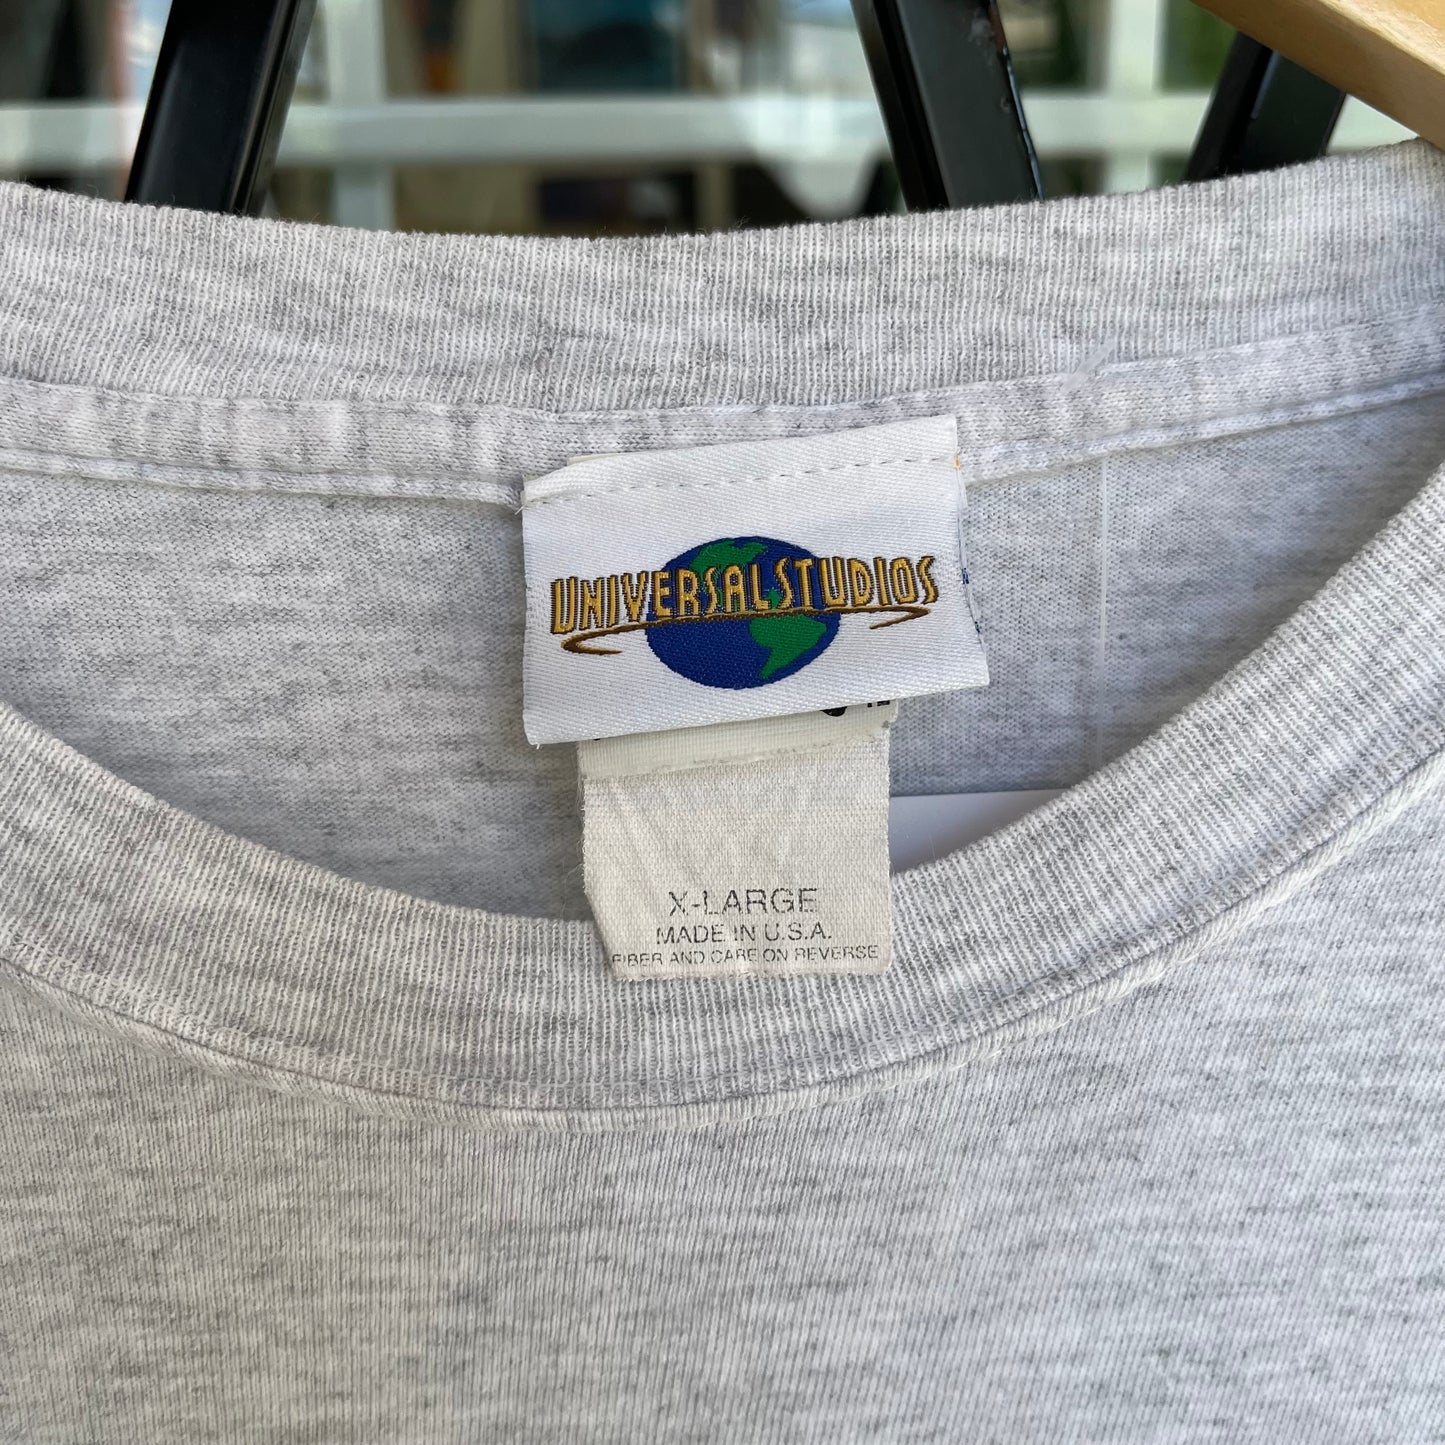 UNIVERSAL STUDIOS
X-LARGE
MADE IN U.S.A.
FIBER AND CARE ON REVERSE